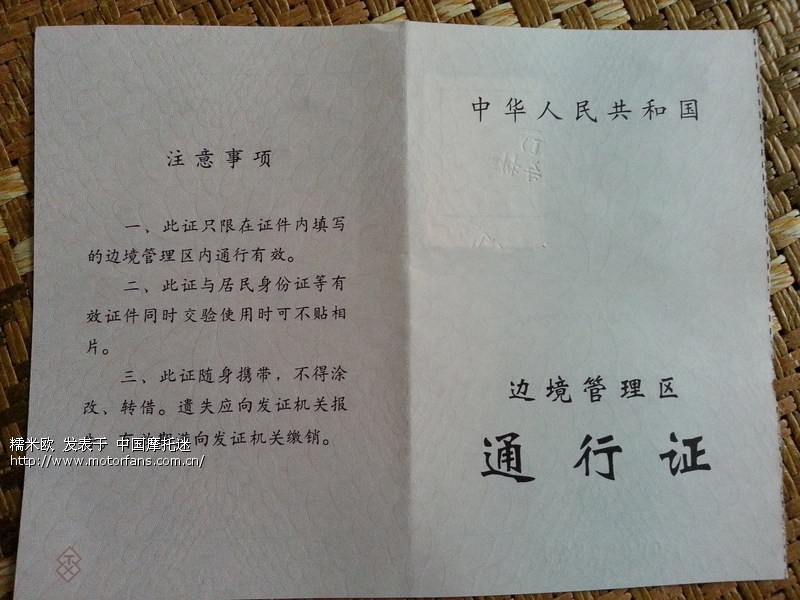 注意事项
一、此证只限在证件内填写
的边境管理区内通行有效。
二、此证与居民身份证等有
效证件同时交验使用时可不贴相
片。
三、此证随身携带，不得涂
改、转借。遗失应向发证机关报
向发证机关缴销。
糯米欧 发表于 中国摩托迷
http://www.motorfans.com.cn/
中华人民共和国
边境管理区
通行证